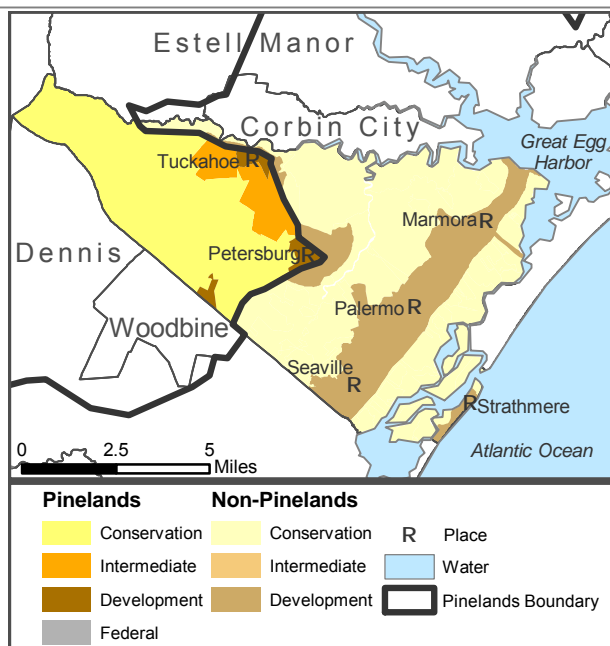 Estell Manor
Corbin City
Great Egg
Harbor
Tuckahoe R
Marmora R
Dennis
Petersburg R
Palermo R
Woodbine
Seaville
R
R Strathmere
0 2.5 5
Miles
Atlantic Ocean
Pinelands
Conservation
Intermediate
Development
Federal
Non-Pinelands
Conservation
Intermediate
Development
R Place
Water
Pinelands Boundary